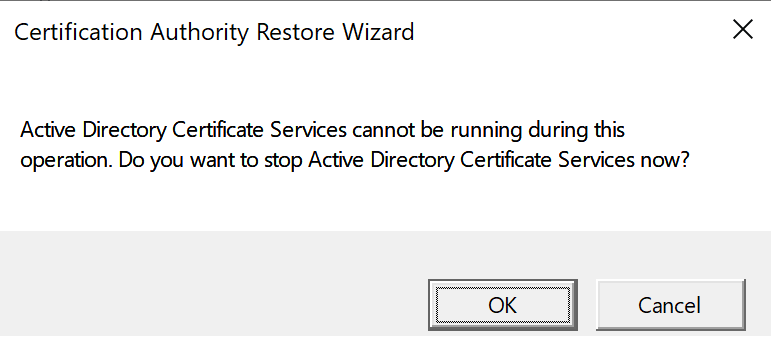 Certification Authority Restore Wizard
Active Directory Certificate Services cannot be running during this
operation. Do you want to stop Active Directory Certificate Services now?
OK
Cancel